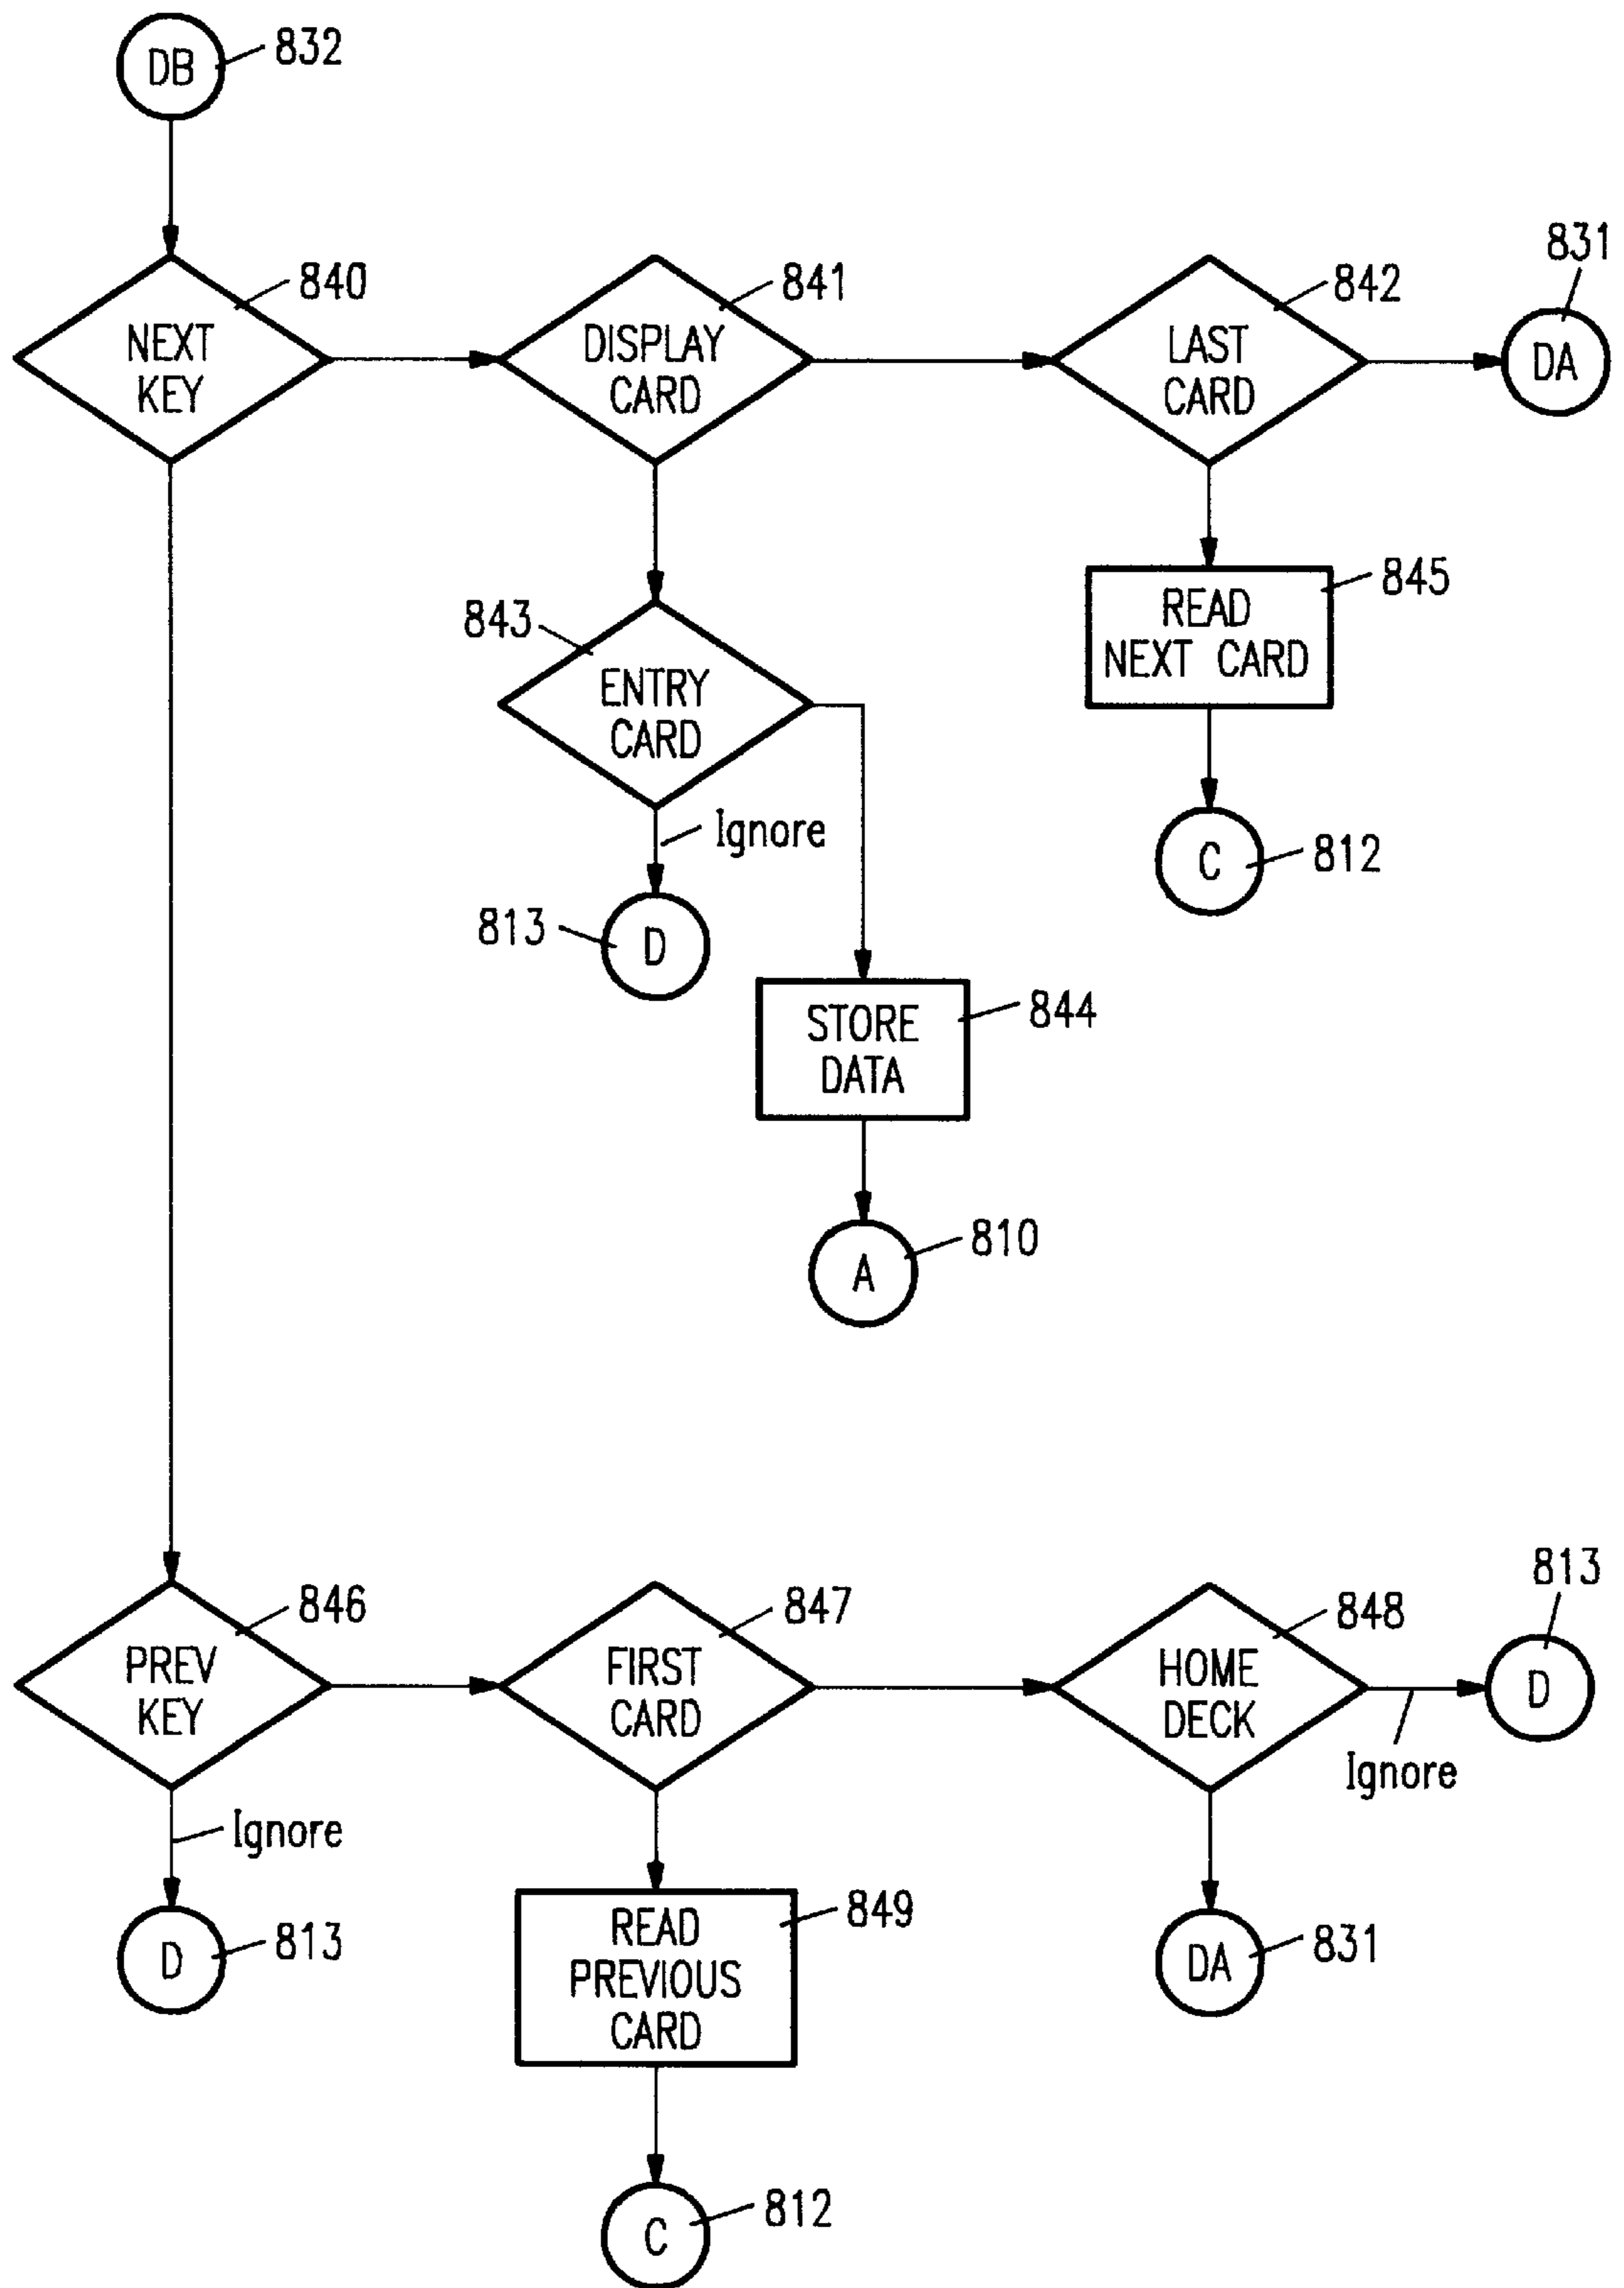 DB
832
840
NEXT
KEY
841
DISPLAY
CARD
842
LAST
CARD
831
DA
845
READ
NEXT CARD
C
812
843
ENTRY
CARD
Ignore
813
D
844
STORE
DATA
810
A
846
PREV
KEY
847
FIRST
CARD
848
HOME
DECK
813
D
Ignore
Ignore
D
813
849
READ
PREVIOUS
CARD
DA
831
812
C